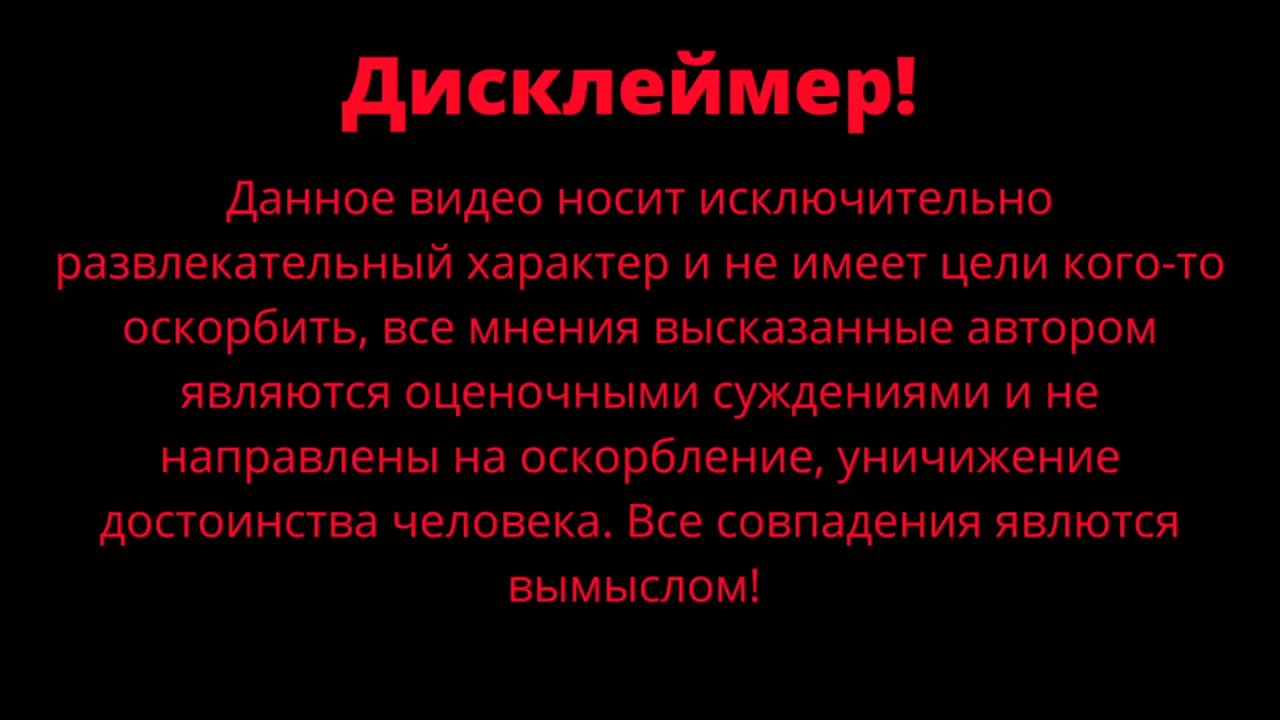 Дисклеймер!
Данное видео носит исключительно
развлекательный характер и не имеет цели кого-то
оскорбить, все мнения высказанные автором
являются оценочными суждениями и не
направлены на оскорбление, уничижение
достоинства человека. Все совпадения явлются
вымыслом!